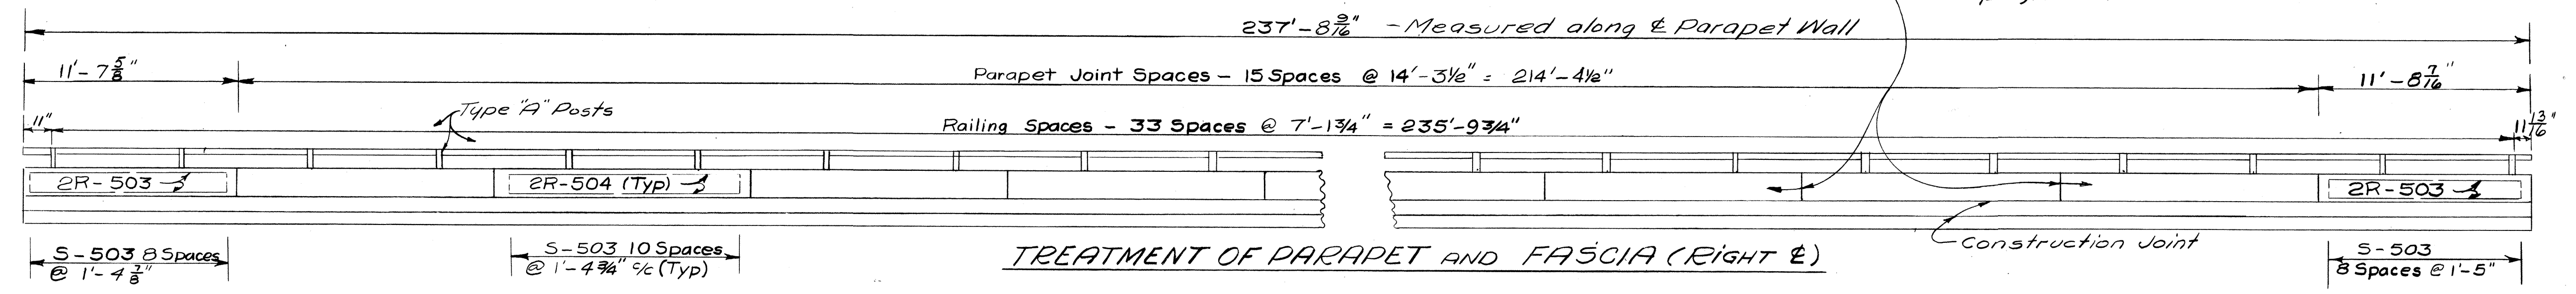 237'-8 9/16" - Measured along ℄ Parapet Wall
11'-7 5/8"
Parapet Joint Spaces - 15 Spaces @ 14'-3½" = 214'-4½"
11'-8 7/16"
Type "A" Posts
11"
Railing Spaces - 33 Spaces @ 7'-1¾" = 235'-9¾"
11 13/16"
2R-503
2R-504 (Typ)
2R-503
S-503 8 Spaces
@ 1'-4 7/8"
S-503 10 Spaces
@ 1'-4¾" c/c (Typ)
TREATMENT OF PARAPET AND FASCIA (RIGHT ℄)
Construction Joint
S-503
8 Spaces @ 1'-5"